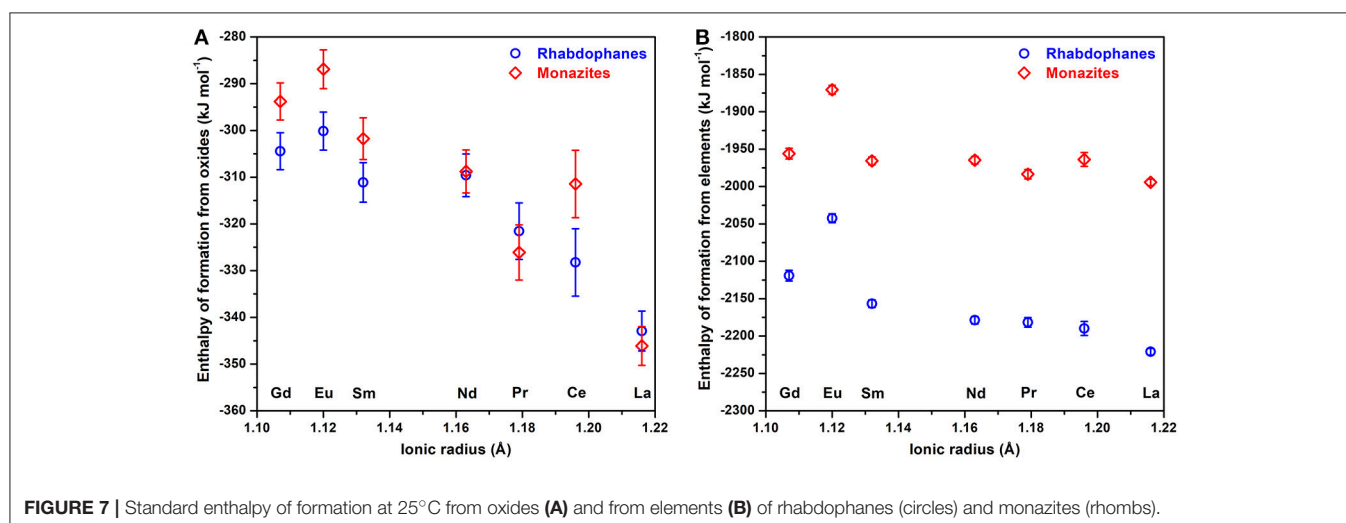 A
Rhabdophanes
Monazites
Enthalpy of formation from oxides (kJ mol⁻¹)
-280
-290
-300
-310
-320
-330
-340
-350
-360
Gd Eu Sm Nd Pr Ce La
1.10 1.12 1.14 1.16 1.18 1.20 1.22
Ionic radius (Å)
B
Rhabdophanes
Monazites
Enthalpy of formation from elements (kJ mol⁻¹)
-1800
-1850
-1900
-1950
-2000
-2050
-2100
-2150
-2200
-2250
-2300
Gd Eu Sm Nd Pr Ce La
1.10 1.12 1.14 1.16 1.18 1.20 1.22
Ionic radius (Å)
FIGURE 7 | Standard enthalpy of formation at 25°C from oxides (A) and from elements (B) of rhabdophanes (circles) and monazites (rhombs).